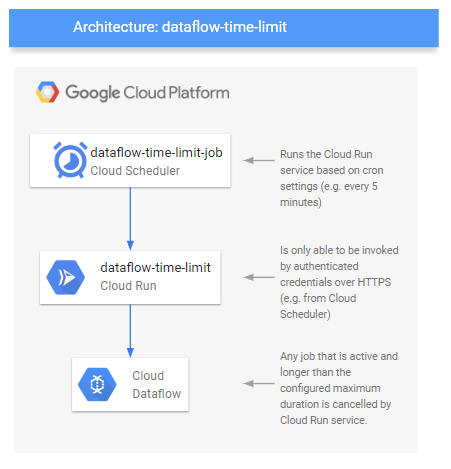 Architecture: dataflow-time-limit
Google Cloud Platform
dataflow-time-limit-job
Cloud Scheduler
Runs the Cloud Run
service based on cron
settings (e.g. every 5
minutes)
dataflow-time-limit
Cloud Run
Is only able to be invoked
by authenticated
credentials over HTTPS
(e.g. from Cloud
Scheduler)
Cloud
Dataflow
Any job that is active and
longer than the
configured maximum
duration is cancelled by
Cloud Run service.